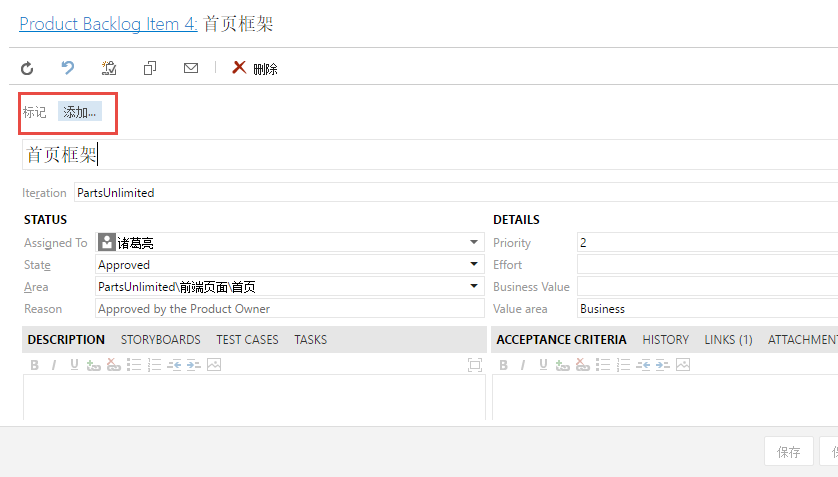 Product Backlog Item 4: 首页框架
删除
标记 添加...
首页框架
Iteration PartsUnlimited
STATUS DETAILS
Assigned To 诸葛亮 Priority 2
State Approved Effort
Area PartsUnlimited\前端页面\首页 Business Value
Reason Approved by the Product Owner Value area Business
DESCRIPTION STORYBOARDS TEST CASES TASKS ACCEPTANCE CRITERIA HISTORY LINKS (1) ATTACHMEN
B I U B I U
保存